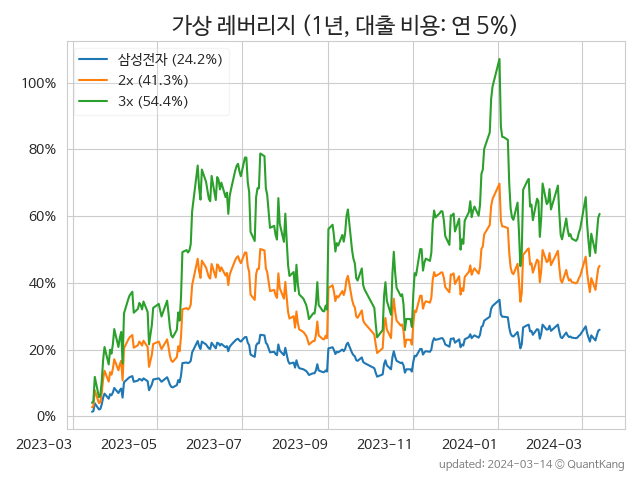 가상 레버리지 (1년, 대출 비용: 연 5%)
삼성전자 (24.2%)
2x (41.3%)
3x (54.4%)
100%
80%
60%
40%
20%
0%
2023-03 2023-05 2023-07 2023-09 2023-11 2024-01 2024-03
updated: 2024-03-14 ⓒ QuantKang